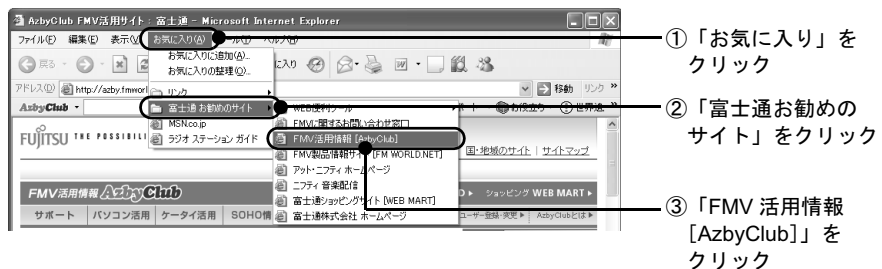 AzbyClub FMV活用サイト : 富士通 - Microsoft Internet Explorer
ファイル(F) 編集(E) 表示(V) お気に入り(A) ツール(T) ヘルプ(H)
お気に入りに追加(A)...
お気に入りの整理(O)...
戻る
アドレス(D) http://azby.fmworl
移動 リンク »
リンク
富士通 お勧めのサイト
MSN.co.jp
ラジオ ステーション ガイド
WEB便利ツール
FMVに関するお問い合わせ窓口
FMV活用情報 [AzbyClub]
FMV製品情報サイト [FM WORLD.NET]
アット・ニフティ ホームページ
ニフティ 音楽配信
富士通ショッピングサイト [WEB MART]
富士通株式会社 ホームページ
AzbyClub
お役立ち
FUJITSU THE POSSIBILI
国・地域のサイト | サイトマップ
FMV活用情報 AzbyClub
ショッピング WEB MART
サポート パソコン活用 ケータイ活用 SOHO情
ユーザー登録・変更 AzbyClubとは
①「お気に入り」を
クリック
②「富士通お勧めの
サイト」をクリック
③「FMV 活用情報
[AzbyClub]」を
クリック